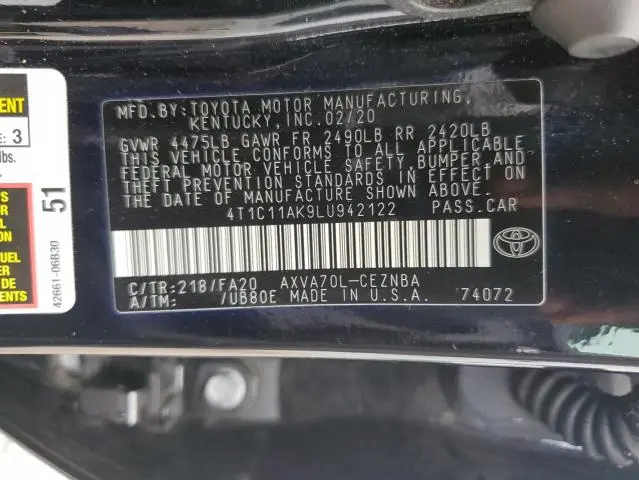 MFD.BY:TOYOTA MOTOR MANUFACTURING,
KENTUCKY, INC.02/20
GVWR 4475LB GAWR FR 2490LB RR 2420LB
THIS VEHICLE CONFORMS TO ALL APPLICABLE
FEDERAL MOTOR VEHICLE SAFETY, BUMPER,AND
THEFT PREVENTION STANDARDS IN EFFECT ON
THE DATE OF MANUFACTURE SHOWN ABOVE.
4T1C11AK9LU942122 PASS.CAR
C/TR:218/FA20 AXVA70L-CEZNBA
A/TM: /UB80E MADE IN U.S.A. 74072
E: 3
lbs.
51
42661-06B30